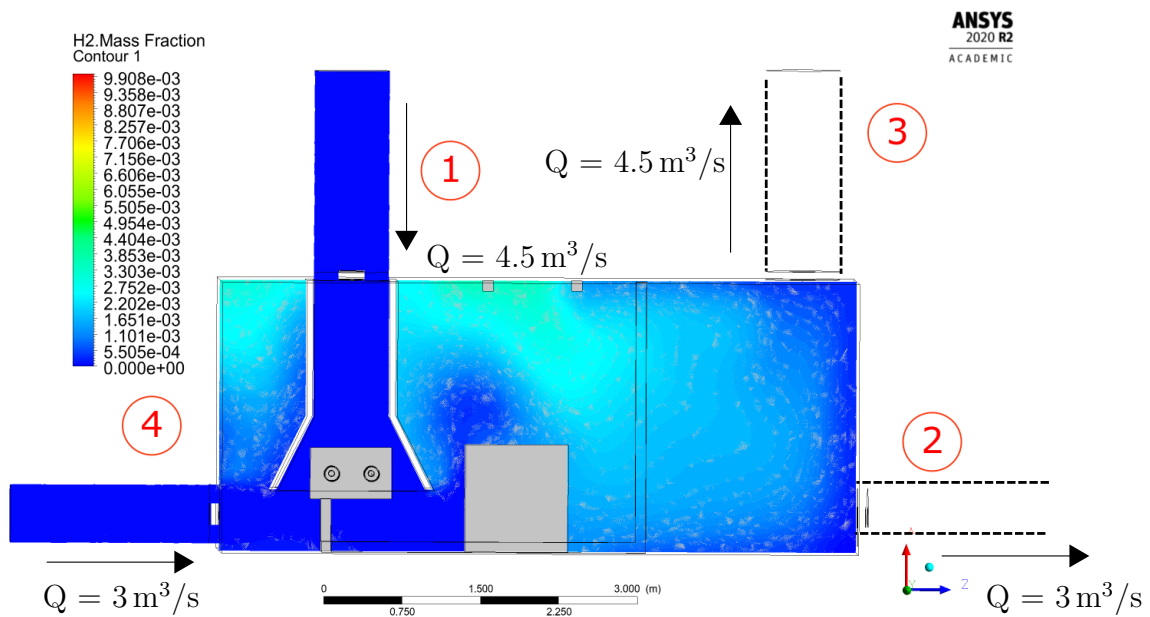 ANSYS
2020 R2
ACADEMIC
H2.Mass Fraction
Contour 1
9.908e-03
9.358e-03
8.807e-03
8.257e-03
7.706e-03
7.156e-03
6.606e-03
6.055e-03
5.505e-03
4.954e-03
4.404e-03
3.853e-03
3.303e-03
2.752e-03
2.202e-03
1.651e-03
1.101e-03
5.505e-04
0.000e+00
1
Q = 4.5 m³/s
3
Q = 4.5 m³/s
4
2
Q = 3 m³/s
0 1.500 3.000 (m)
0.750 2.250
Z
Q = 3 m³/s